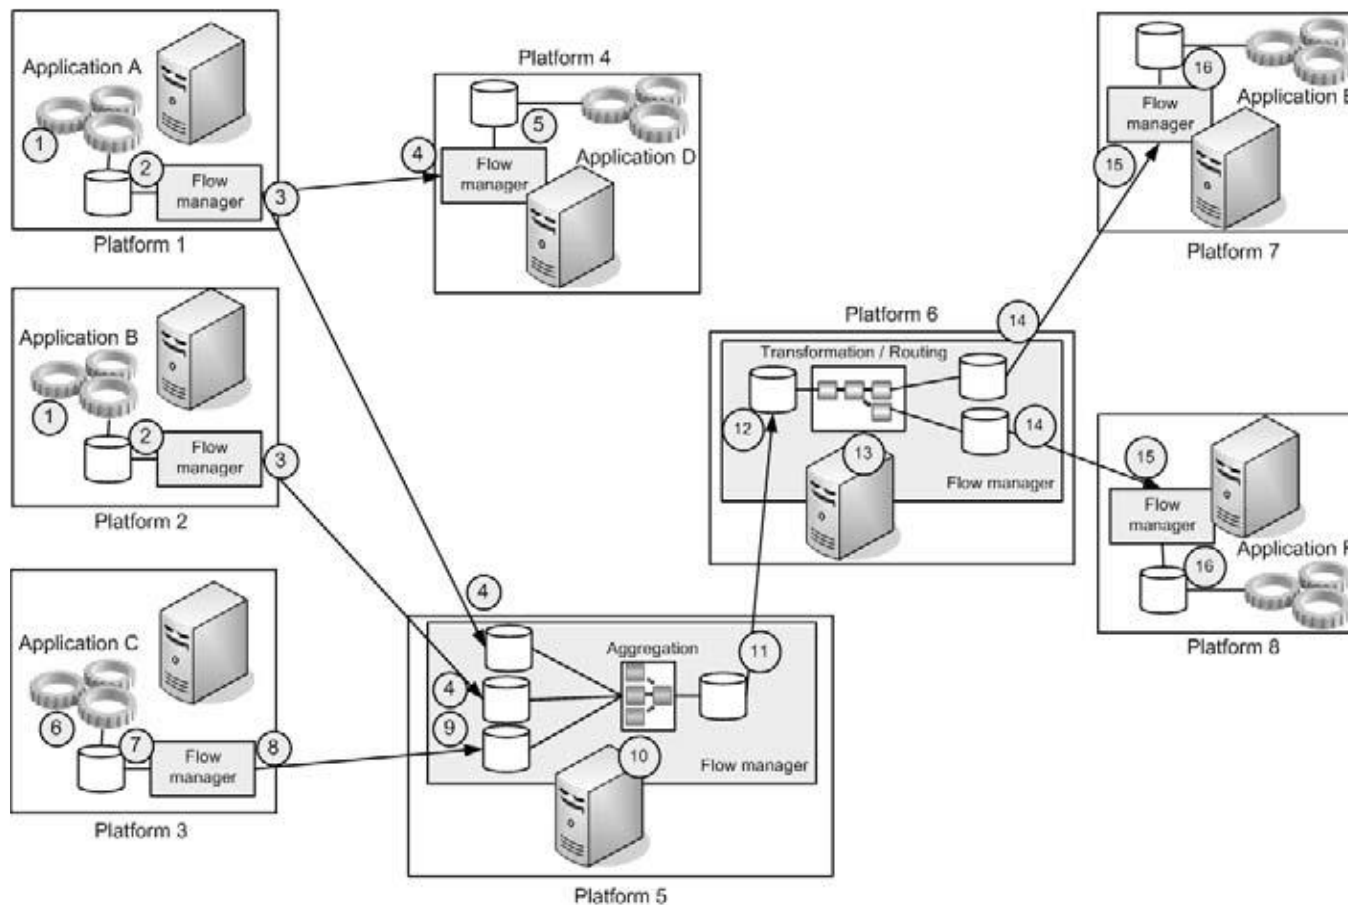 Application A
1
2
Flow
manager
3
Platform 1
Platform 4
5
Application D
4
Flow
manager
Application B
1
2
Flow
manager
3
Platform 2
Application C
6
7
Flow
manager
8
Platform 3
4
4
9
Aggregation
11
10
Flow manager
Platform 5
Platform 6
Transformation / Routing
14
12
13
14
Flow manager
16
Flow
manager
Application
15
Platform 7
15
Flow
manager
16
Application
Platform 8